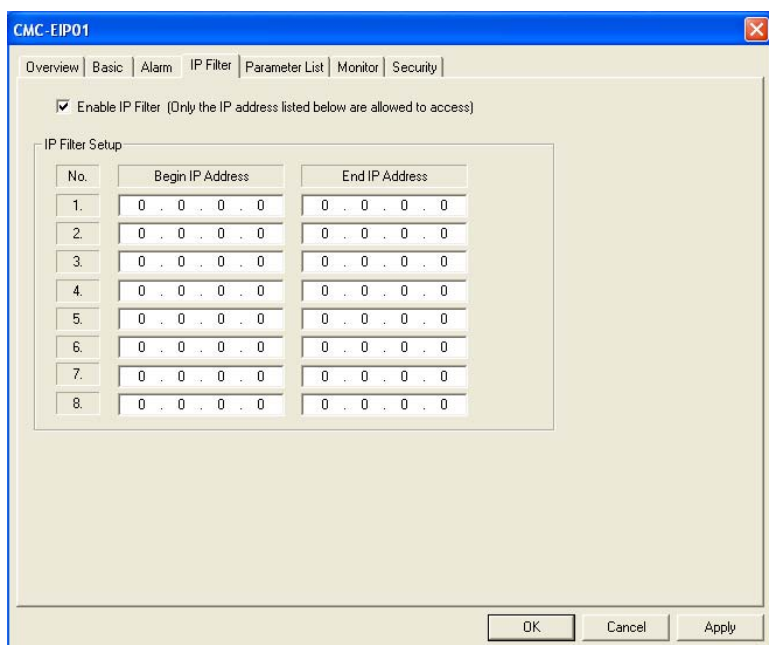 CMC-EIP01
Overview Basic Alarm IP Filter Parameter List Monitor Security
Enable IP Filter (Only the IP address listed below are allowed to access)
IP Filter Setup
No. Begin IP Address End IP Address
1. 0 . 0 . 0 . 0 0 . 0 . 0 . 0
2. 0 . 0 . 0 . 0 0 . 0 . 0 . 0
3. 0 . 0 . 0 . 0 0 . 0 . 0 . 0
4. 0 . 0 . 0 . 0 0 . 0 . 0 . 0
5. 0 . 0 . 0 . 0 0 . 0 . 0 . 0
6. 0 . 0 . 0 . 0 0 . 0 . 0 . 0
7. 0 . 0 . 0 . 0 0 . 0 . 0 . 0
8. 0 . 0 . 0 . 0 0 . 0 . 0 . 0
OK Cancel Apply